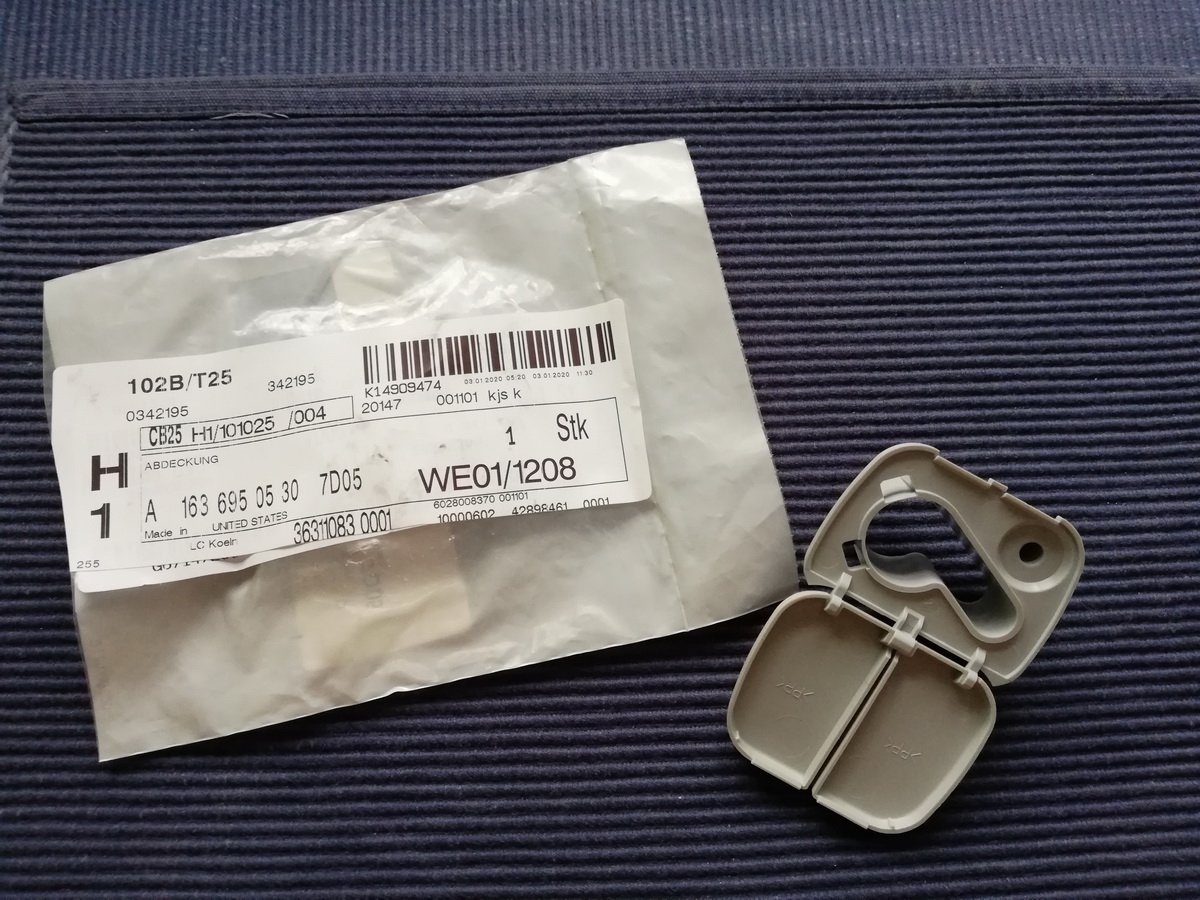 102B/T25 342195
K14909474 03.01.2020 05:20 03.01.2020 11:30
0342195 20147 001101 kjs k
CB25 H1/101025 /004
H
1
ABDECKUNG 1 Stk
A 163 695 05 30 7D05 WE01/1208
Made in UNITED STATES 6028008370 001101
LC Koeln 36311083 0001 10000602 42898461 0001
255
>pp<
>pp<